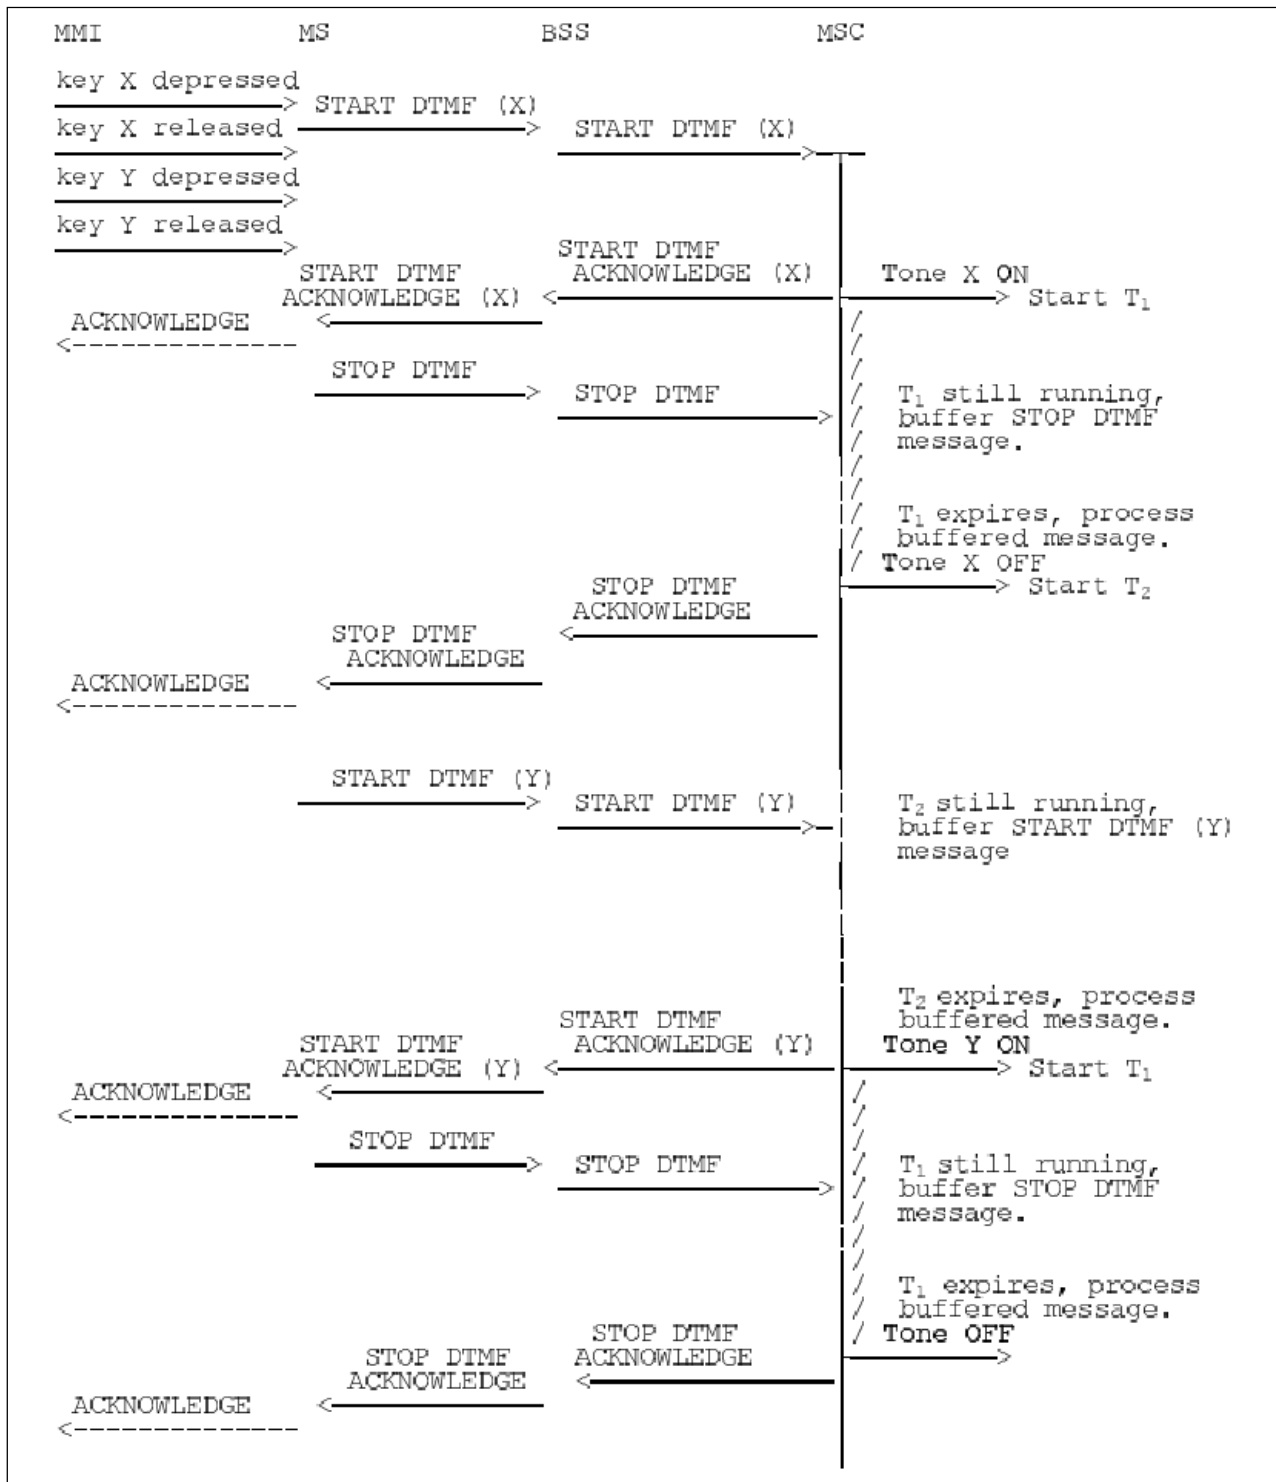 MMI MS BSS MSC
key X depressed
START DTMF (X)
key X released
START DTMF (X)
key Y depressed
key Y released
START DTMF
ACKNOWLEDGE (X)
Tone X ON
START DTMF
ACKNOWLEDGE (X)
Start T1
ACKNOWLEDGE
STOP DTMF
STOP DTMF
T1 still running,
buffer STOP DTMF
message.
T1 expires, process
buffered message.
Tone X OFF
Start T2
STOP DTMF
ACKNOWLEDGE
STOP DTMF
ACKNOWLEDGE
ACKNOWLEDGE
START DTMF (Y)
START DTMF (Y)
T2 still running,
buffer START DTMF (Y)
message
T2 expires, process
buffered message.
START DTMF
ACKNOWLEDGE (Y)
Tone Y ON
START DTMF
ACKNOWLEDGE (Y)
Start T1
ACKNOWLEDGE
STOP DTMF
STOP DTMF
T1 still running,
buffer STOP DTMF
message.
T1 expires, process
buffered message.
Tone OFF
STOP DTMF
ACKNOWLEDGE
STOP DTMF
ACKNOWLEDGE
ACKNOWLEDGE